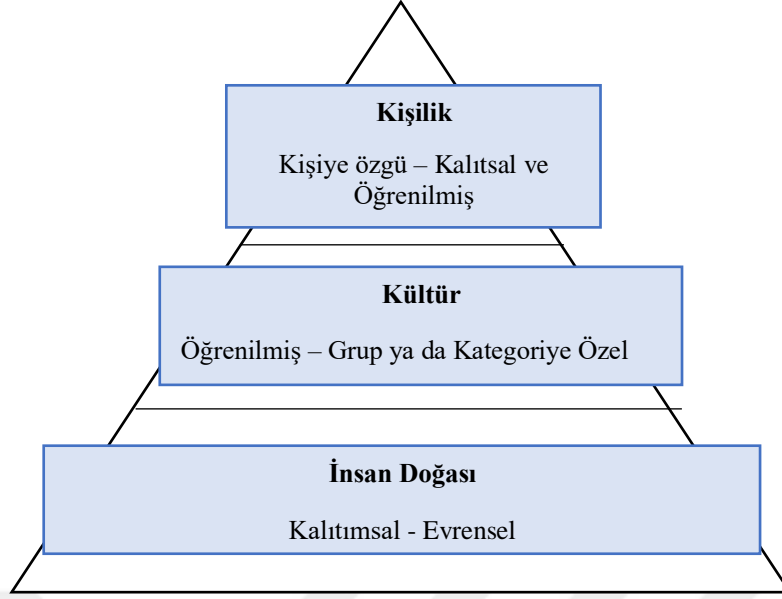 Kişilik
Kişiye özgü – Kalıtsal ve
Öğrenilmiş
Kültür
Öğrenilmiş – Grup ya da Kategoriye Özel
İnsan Doğası
Kalıtımsal - Evrensel